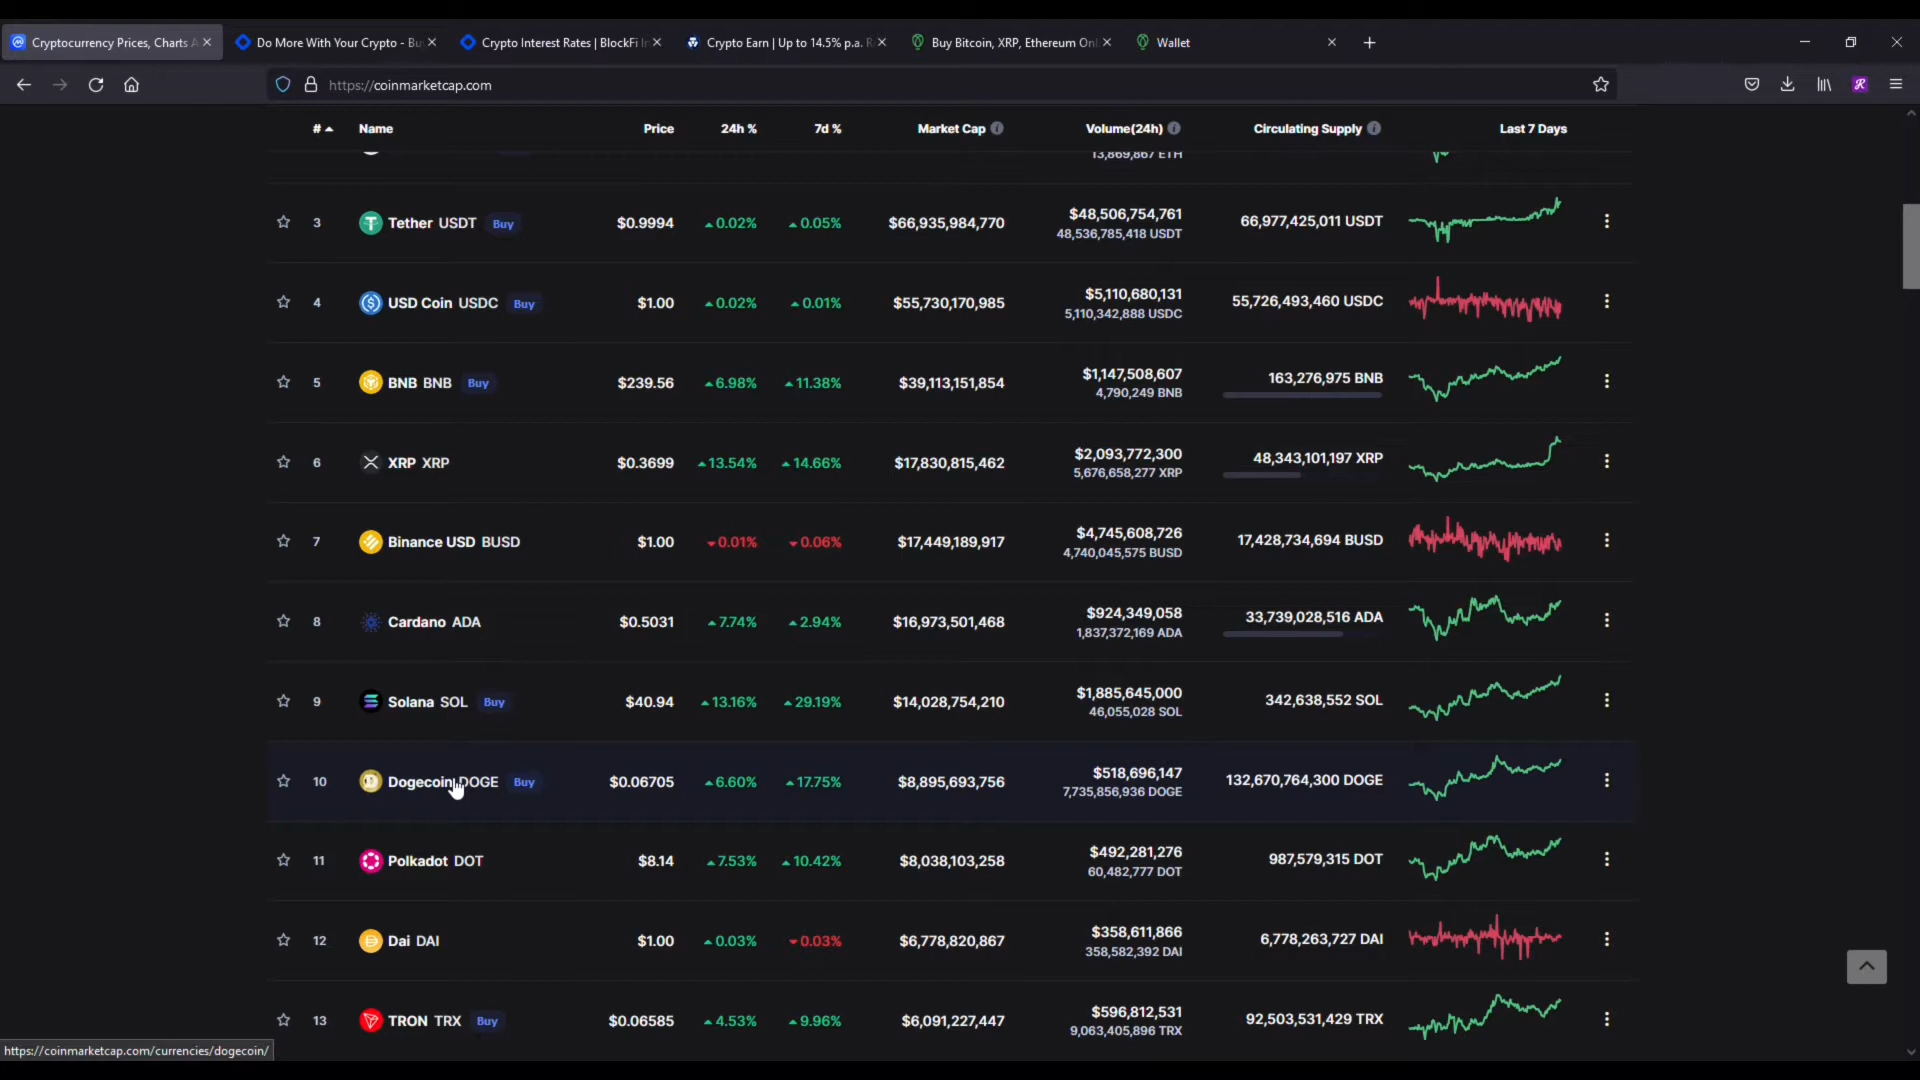 Cryptocurrency Prices, Charts A
Do More With Your Crypto - Bu
Crypto Interest Rates | BlockFi In
Crypto Earn | Up to 14.5% p.a. R
Buy Bitcoin, XRP, Ethereum Onl
Wallet
https://coinmarketcap.com
# Name Price 24h % 7d % Market Cap Volume(24h) Circulating Supply Last 7 Days
13,869,867 ETH
3 Tether USDT Buy $0.9994 0.02% 0.05% $66,935,984,770 $48,506,754,761 66,977,425,011 USDT
48,536,785,418 USDT
4 USD Coin USDC Buy $1.00 0.02% 0.01% $55,730,170,985 $5,110,680,131 55,726,493,460 USDC
5,110,342,888 USDC
5 BNB BNB Buy $239.56 6.98% 11.38% $39,113,151,854 $1,147,508,607 163,276,975 BNB
4,790,249 BNB
6 XRP XRP $0.3699 13.54% 14.66% $17,830,815,462 $2,093,772,300 48,343,101,197 XRP
5,676,658,277 XRP
7 Binance USD BUSD $1.00 0.01% 0.06% $17,449,189,917 $4,745,608,726 17,428,734,694 BUSD
4,740,045,575 BUSD
8 Cardano ADA $0.5031 7.74% 2.94% $16,973,501,468 $924,349,058 33,739,028,516 ADA
1,837,372,169 ADA
9 Solana SOL Buy $40.94 13.16% 29.19% $14,028,754,210 $1,885,645,000 342,638,552 SOL
46,055,028 SOL
10 Dogecoin DOGE Buy $0.06705 6.60% 17.75% $8,895,693,756 $518,696,147 132,670,764,300 DOGE
7,735,856,936 DOGE
11 Polkadot DOT $8.14 7.53% 10.42% $8,038,103,258 $492,281,276 987,579,315 DOT
60,482,777 DOT
12 Dai DAI $1.00 0.03% 0.03% $6,778,820,867 $358,611,866 6,778,263,727 DAI
358,582,392 DAI
13 TRON TRX Buy $0.06585 4.53% 9.96% $6,091,227,447 $596,812,531 92,503,531,429 TRX
9,063,405,896 TRX
https://coinmarketcap.com/currencies/dogecoin/